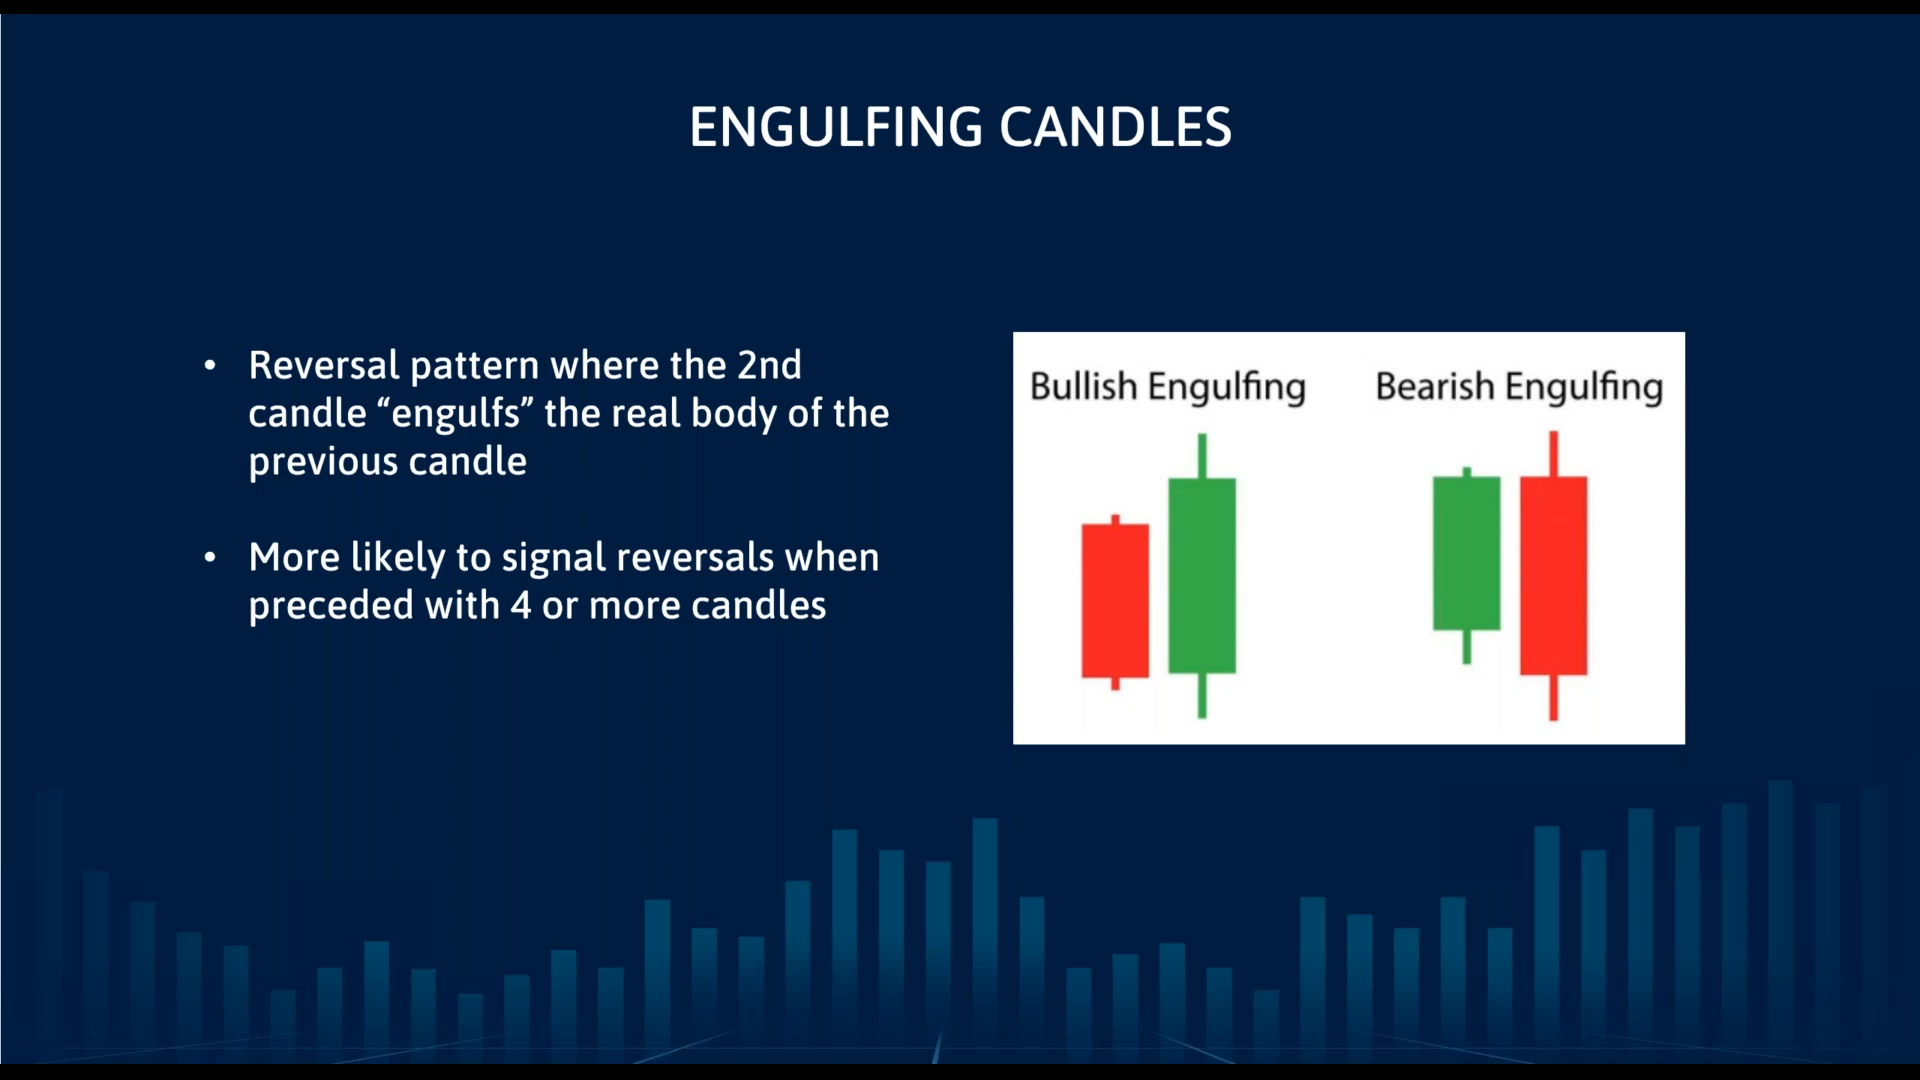 ENGULFING CANDLES
• Reversal pattern where the 2nd
candle “engulfs” the real body of the
previous candle
• More likely to signal reversals when
preceded with 4 or more candles
Bullish Engulfing
Bearish Engulfing